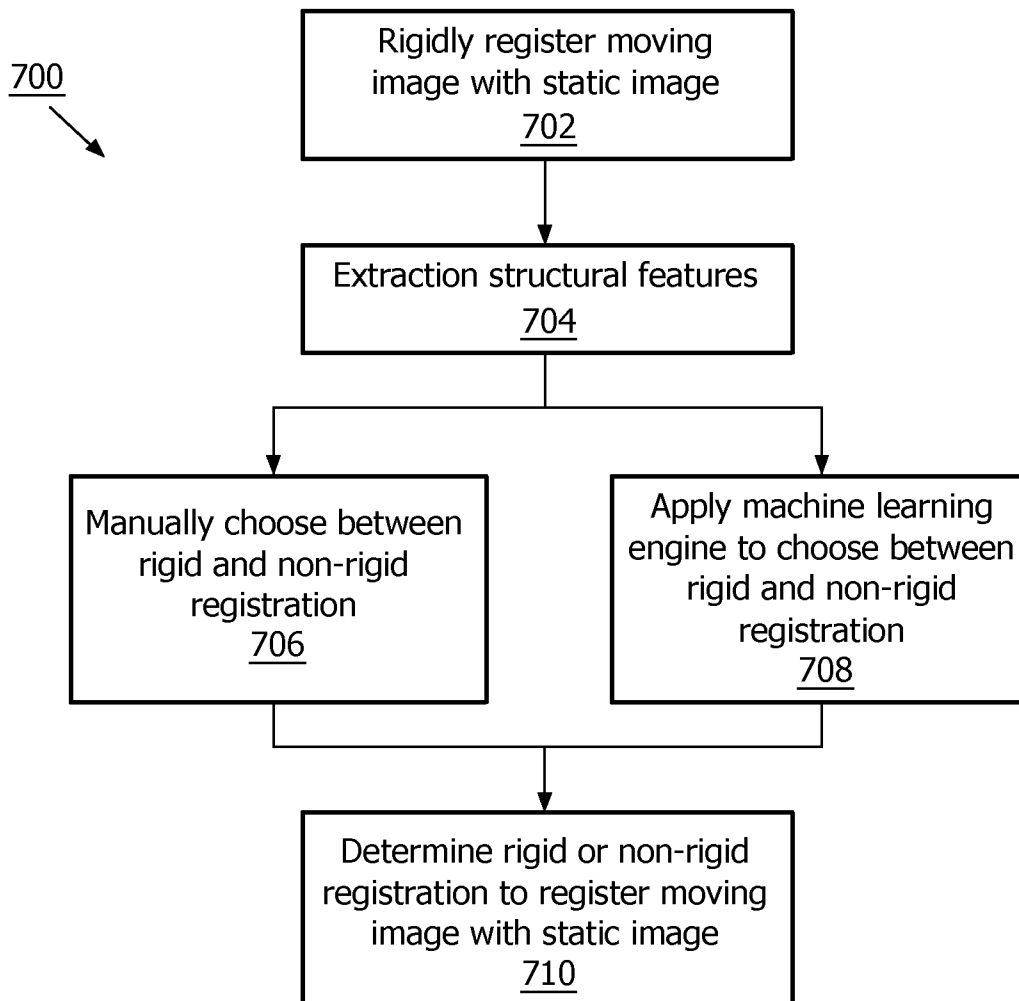 Rigidly register moving
image with static image
702
700
Extraction structural features
704
Manually choose between
rigid and non-rigid
registration
706
Apply machine learning
engine to choose between
rigid and non-rigid
registration
708
Determine rigid or non-rigid
registration to register moving
image with static image
710